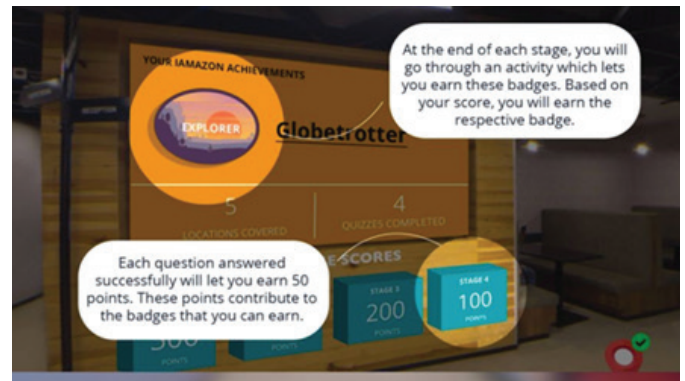 YOUR IAMAZON ACHIEVEMENTS
EXPLORER
Globetrotter
At the end of each stage, you will
go through an activity which lets
you earn these badges. Based on
your score, you will earn the
respective badge.
5
LOCATIONS COVERED
4
QUIZZES COMPLETED
Each question answered
successfully will let you earn 50
points. These points contribute to
the badges that you can earn.
SCORES
STAGE 3
200
POINTS
STAGE 4
100
POINTS
POINTS
POINTS